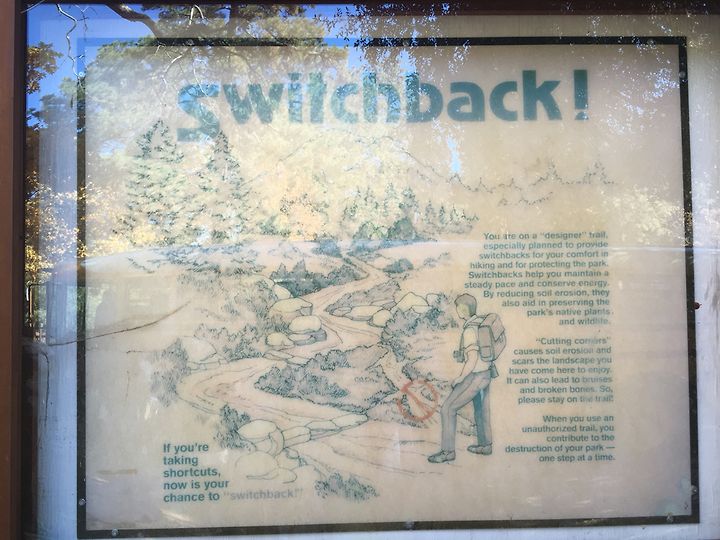 Switchback!
You are on a "designer" trail,
especially planned to provide
switchbacks for your comfort in
hiking and for protecting the park.
Switchbacks help you maintain a
steady pace and conserve energy.
By reducing soil erosion, they
also aid in preserving the
park's native plants
and wildlife.
"Cutting corners"
causes soil erosion and
scars the landscape you
have come here to enjoy.
It can also lead to bruises
and broken bones. So,
please stay on the trail!
When you use an
unauthorized trail, you
contribute to the
destruction of your park —
one step at a time.
If you're
taking
shortcuts,
now is your
chance to "switchback!"